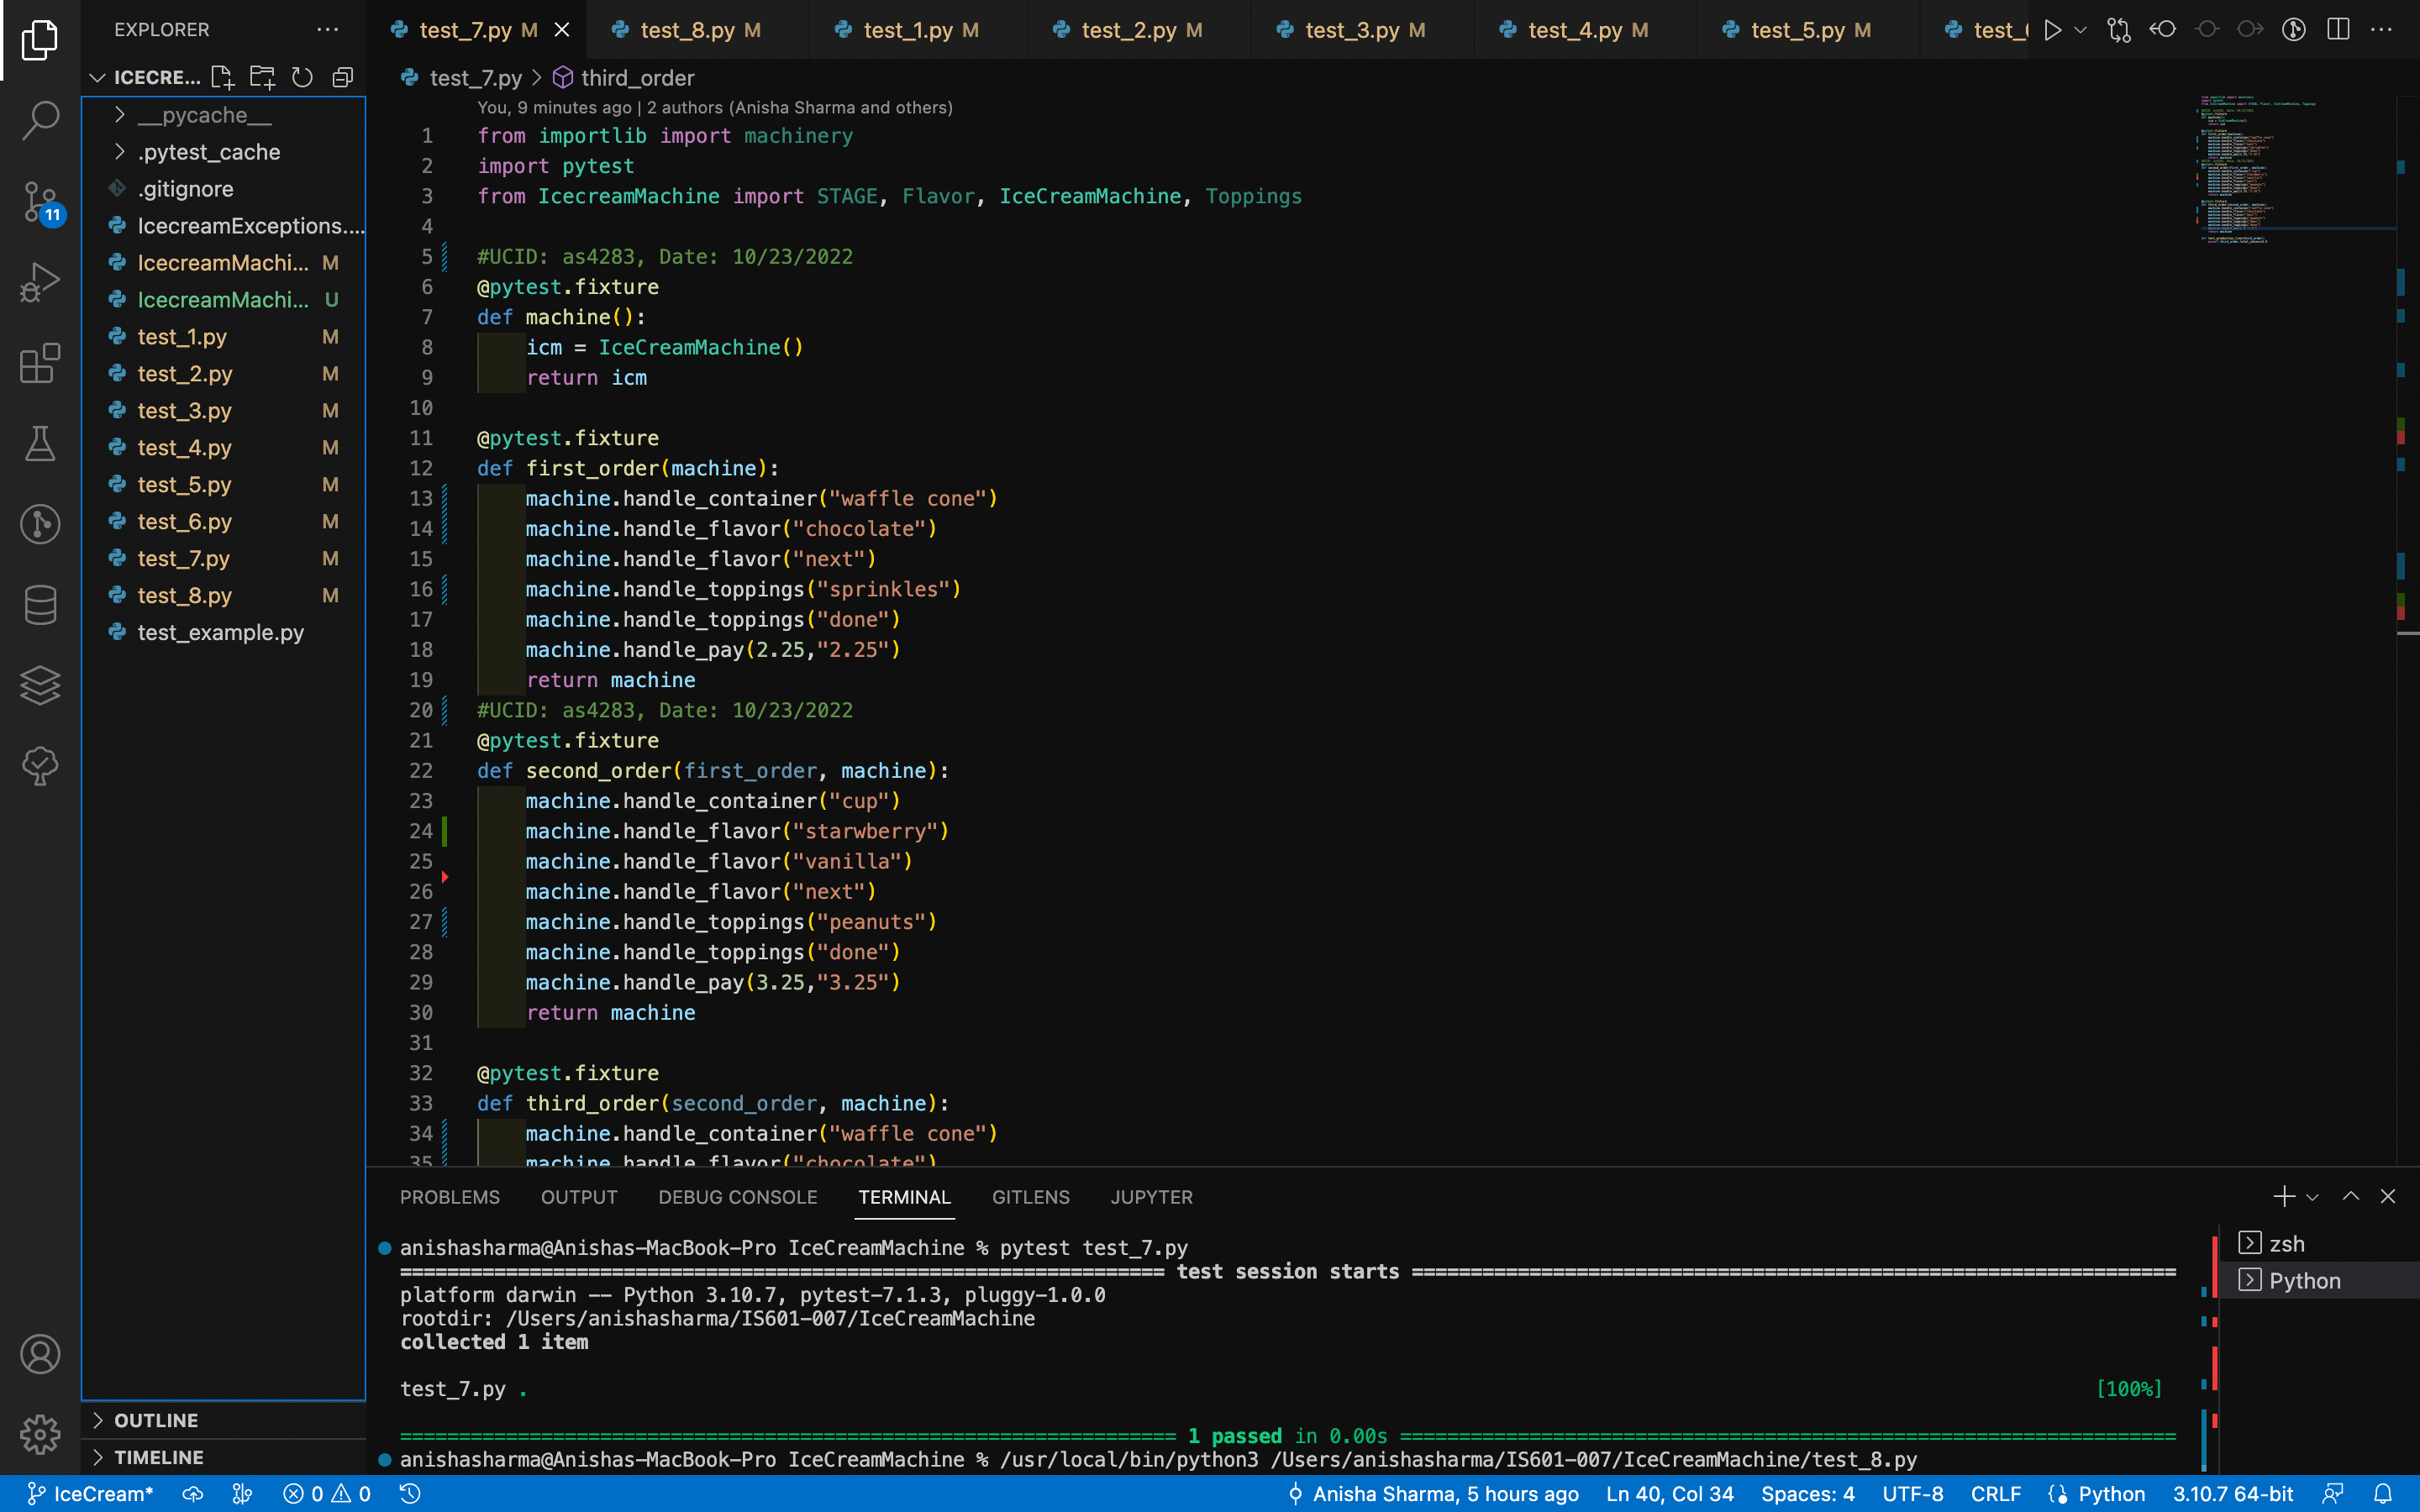 EXPLORER
ICECRE...
__pycache__
.pytest_cache
.gitignore
IcecreamExceptions....
IcecreamMachi... M
IcecreamMachi... U
test_1.py M
test_2.py M
test_3.py M
test_4.py M
test_5.py M
test_6.py M
test_7.py M
test_8.py M
test_example.py
OUTLINE
TIMELINE
11
test_7.py M test_8.py M test_1.py M test_2.py M test_3.py M test_4.py M test_5.py M test_
test_7.py > third_order
You, 9 minutes ago | 2 authors (Anisha Sharma and others)
1 from importlib import machinery
2 import pytest
3 from IcecreamMachine import STAGE, Flavor, IceCreamMachine, Toppings
4
5 #UCID: as4283, Date: 10/23/2022
6 @pytest.fixture
7 def machine():
8 icm = IceCreamMachine()
9 return icm
10
11 @pytest.fixture
12 def first_order(machine):
13 machine.handle_container("waffle cone")
14 machine.handle_flavor("chocolate")
15 machine.handle_flavor("next")
16 machine.handle_toppings("sprinkles")
17 machine.handle_toppings("done")
18 machine.handle_pay(2.25,"2.25")
19 return machine
20 #UCID: as4283, Date: 10/23/2022
21 @pytest.fixture
22 def second_order(first_order, machine):
23 machine.handle_container("cup")
24 machine.handle_flavor("starwberry")
25 machine.handle_flavor("vanilla")
26 machine.handle_flavor("next")
27 machine.handle_toppings("peanuts")
28 machine.handle_toppings("done")
29 machine.handle_pay(3.25,"3.25")
30 return machine
31
32 @pytest.fixture
33 def third_order(second_order, machine):
34 machine.handle_container("waffle cone")
35 machine.handle_flavor("chocolate")
PROBLEMS OUTPUT DEBUG CONSOLE TERMINAL GITLENS JUPYTER
anishasharma@Anishas-MacBook-Pro IceCreamMachine % pytest test_7.py
================================================================= test session starts =================================================================
platform darwin -- Python 3.10.7, pytest-7.1.3, pluggy-1.0.0
rootdir: /Users/anishasharma/IS601-007/IceCreamMachine
collected 1 item
test_7.py . [100%]
================================================================== 1 passed in 0.00s ==================================================================
anishasharma@Anishas-MacBook-Pro IceCreamMachine % /usr/local/bin/python3 /Users/anishasharma/IS601-007/IceCreamMachine/test_8.py
zsh
Python
IceCream* 0 0 Anisha Sharma, 5 hours ago Ln 40, Col 34 Spaces: 4 UTF-8 CRLF Python 3.10.7 64-bit